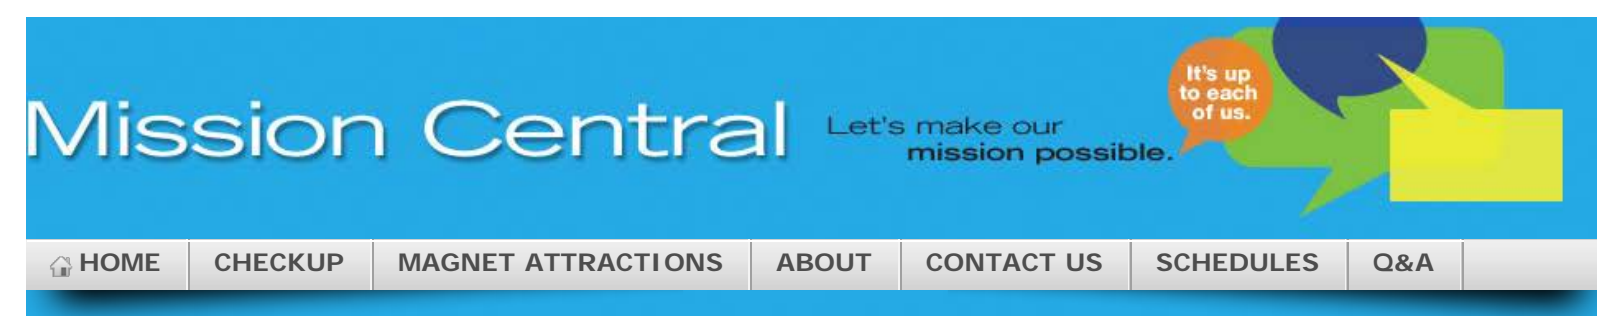 Mission Central
Let's make our
mission possible.
It's up
to each
of us.
HOME CHECKUP MAGNET ATTRACTIONS ABOUT CONTACT US SCHEDULES Q&A